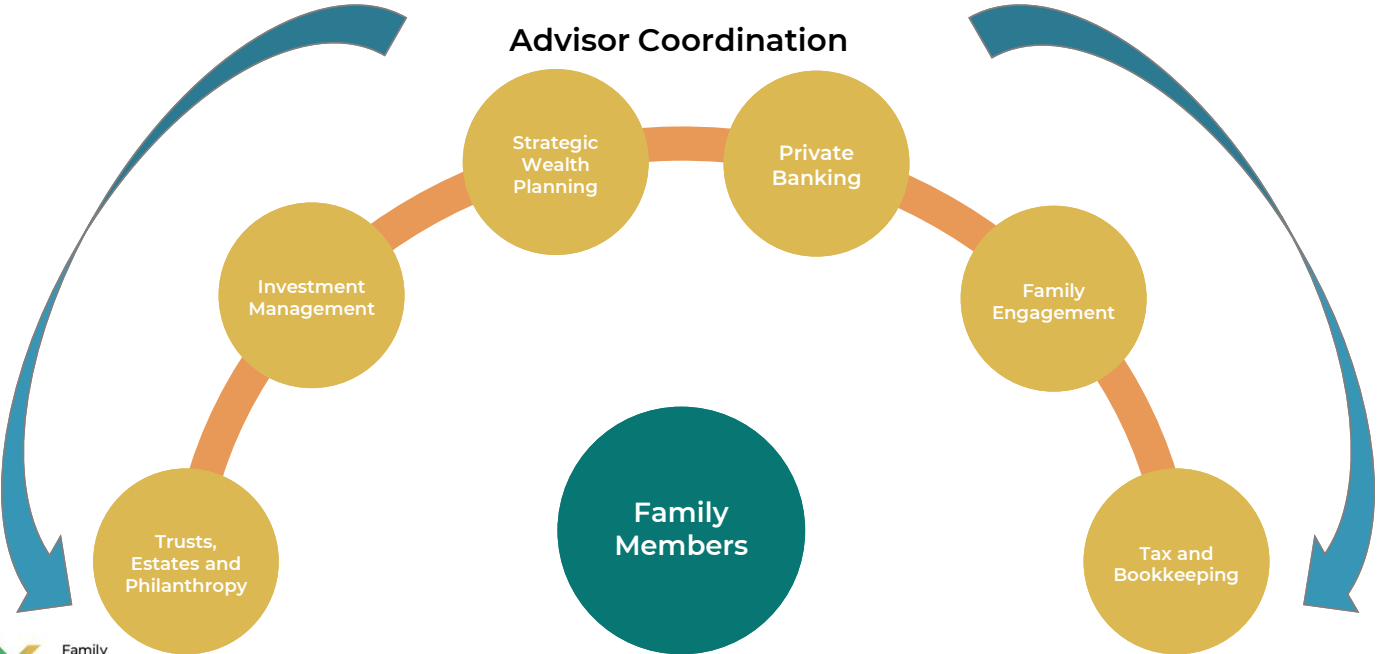 Advisor Coordination
Strategic
Wealth
Planning
Private
Banking
Investment
Management
Family
Engagement
Family
Members
Trusts,
Estates and
Philanthropy
Tax and
Bookkeeping
Family